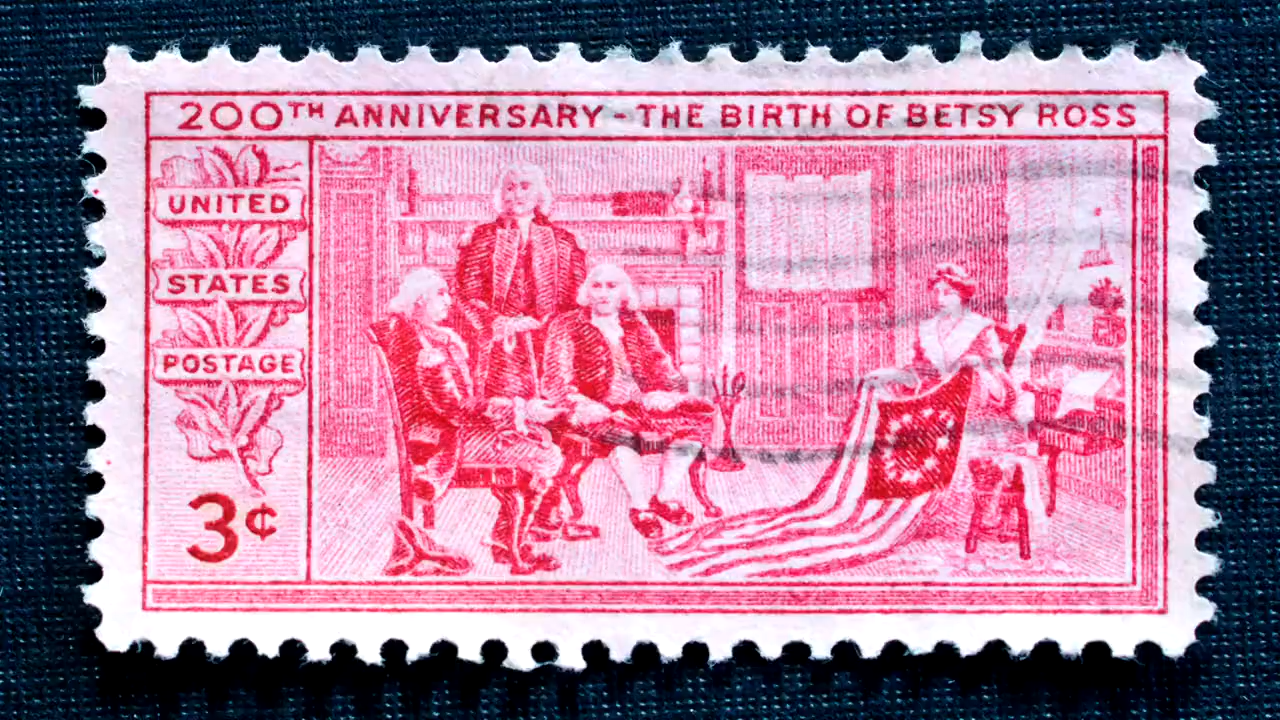 200TH ANNIVERSARY - THE BIRTH OF BETSY ROSS
UNITED
STATES
POSTAGE
3¢